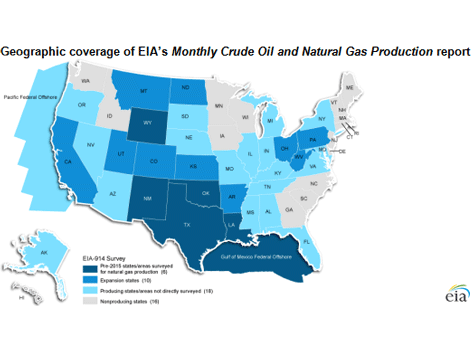 Geographic coverage of EIA's Monthly Crude Oil and Natural Gas Production report
Pacific Federal Offshore
WA
MT
ND
MN
ME
VT
NH
MA
RI
CT
NJ
DE
MD
OR
ID
WY
SD
WI
MI
NY
PA
IA
NE
NV
UT
CO
CA
KS
MO
IL
IN
OH
WV
VA
KY
TN
NC
SC
AZ
NM
OK
AR
TX
LA
MS
AL
GA
FL
AK
HI
Gulf of Mexico Federal Offshore
EIA-914 Survey
Pre-2015 states/areas surveyed
for natural gas production (6)
Expansion states (10)
Producing states/areas not directly surveyed (18)
Nonproducing states (16)
eia